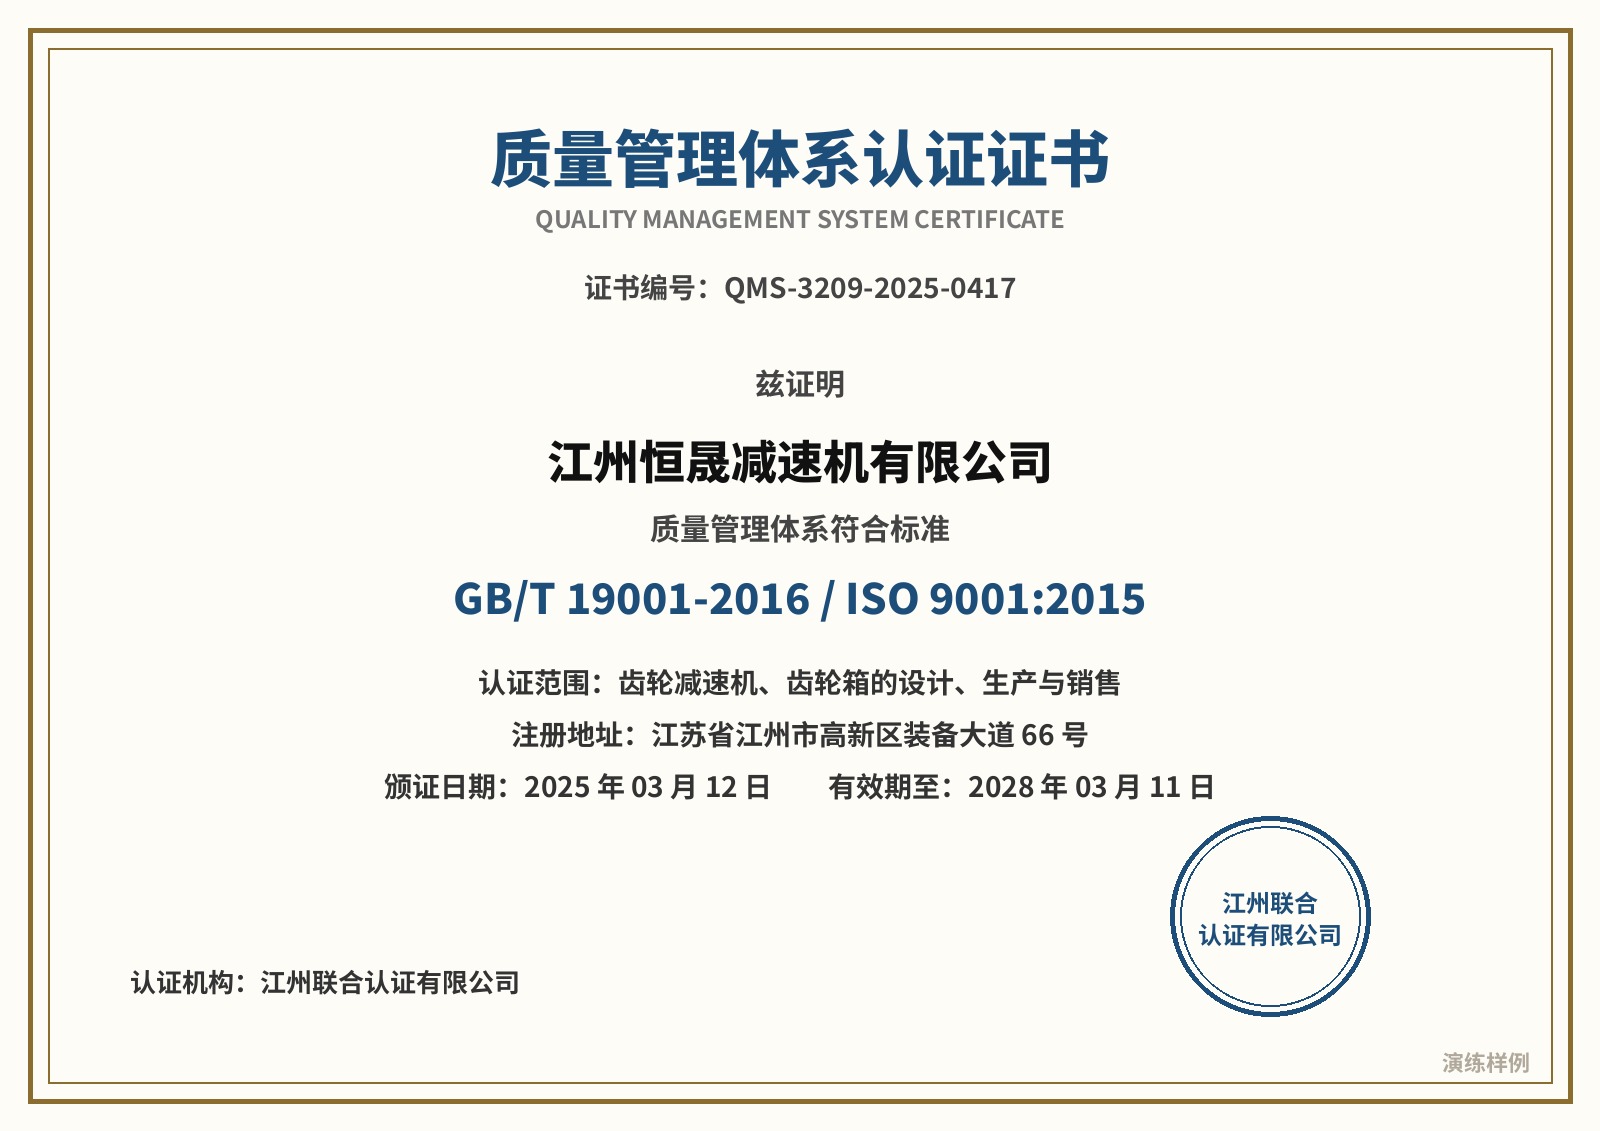 质量管理体系认证证书
QUALITY MANAGEMENT SYSTEM CERTIFICATE
证书编号：QMS-3209-2025-0417
兹证明
江州恒晟减速机有限公司
质量管理体系符合标准
GB/T 19001-2016 / ISO 9001:2015
认证范围：齿轮减速机、齿轮箱的设计、生产与销售
注册地址：江苏省江州市高新区装备大道 66 号
颁证日期：2025 年 03 月 12 日　　有效期至：2028 年 03 月 11 日
江州联合
认证有限公司
认证机构：江州联合认证有限公司
演练样例